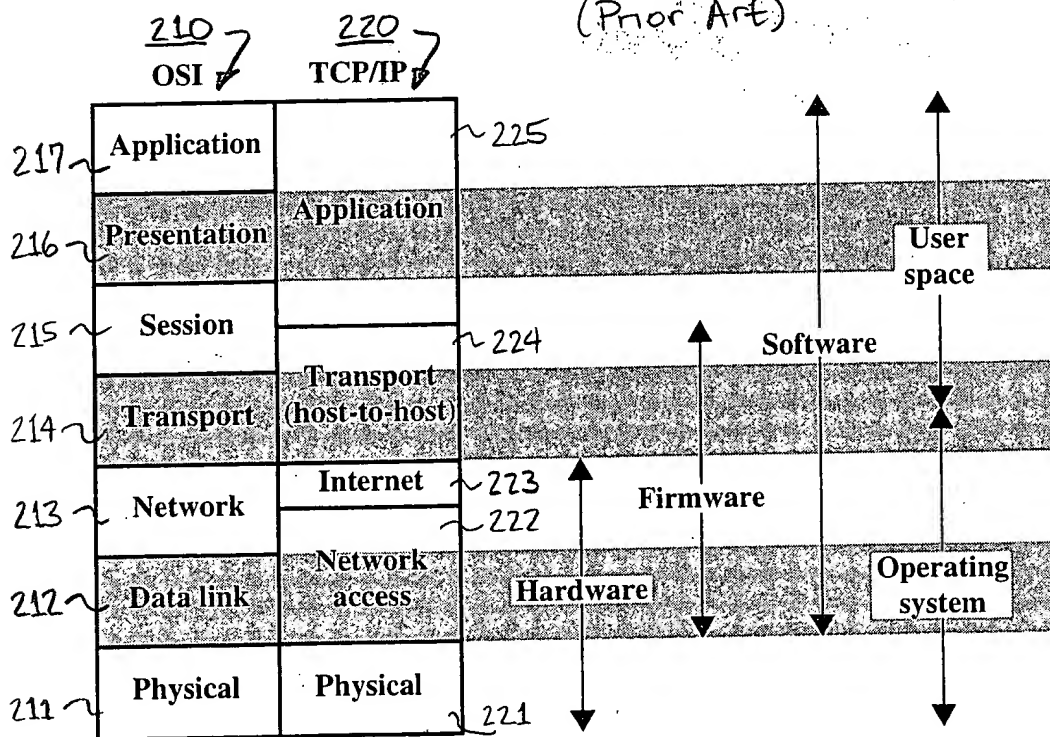 (Prior Art)
210 220
OSI TCP/IP
217 Application 225
216 Presentation Application
User
space
215 Session 224
Software
214 Transport Transport
(host-to-host)
213 Network Internet 223
222
Firmware
212 Data link Network
access
Hardware Operating
system
211 Physical Physical 221